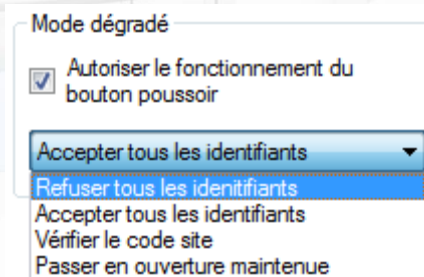 Mode dégradé
Autoriser le fonctionnement du
bouton poussoir
Accepter tous les identifiants
Refuser tous les idenitifiants
Accepter tous les identifiants
Vérifier le code site
Passer en ouverture maintenue